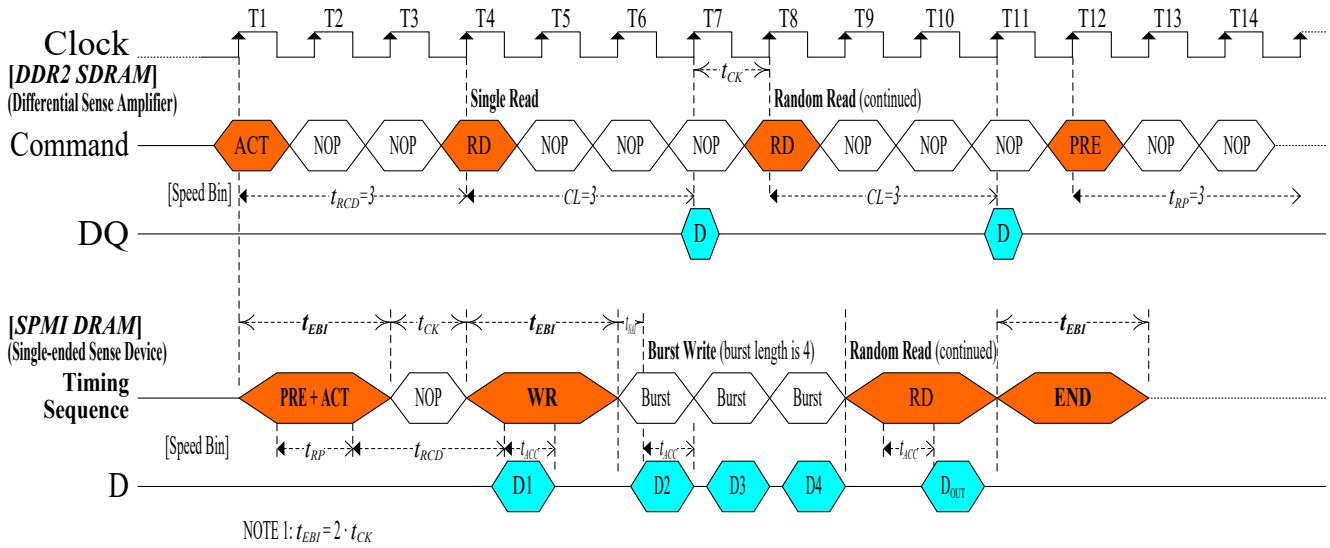 T1 T2 T3 T4 T5 T6 T7 T8 T9 T10 T11 T12 T13 T14
Clock
[DDR2 SDRAM]
(Differential Sense Amplifier)
tCK
Single Read
Random Read (continued)
Command
ACT NOP NOP RD NOP NOP NOP RD NOP NOP NOP PRE NOP NOP
[Speed Bin]
tRCD=3 CL=3 CL=3 tRP=3
DQ
D D
[SPMI DRAM]
(Single-ended Sense Device)
tEBI tCK tEBI tEBI
Burst Write (burst length is 4)
Random Read (continued)
Timing
Sequence
PRE + ACT NOP WR Burst Burst Burst RD END
[Speed Bin]
tRP tRCD tACC tACC tACC
D
D1 D2 D3 D4 DOUT
NOTE 1: tEBI = 2 · tCK